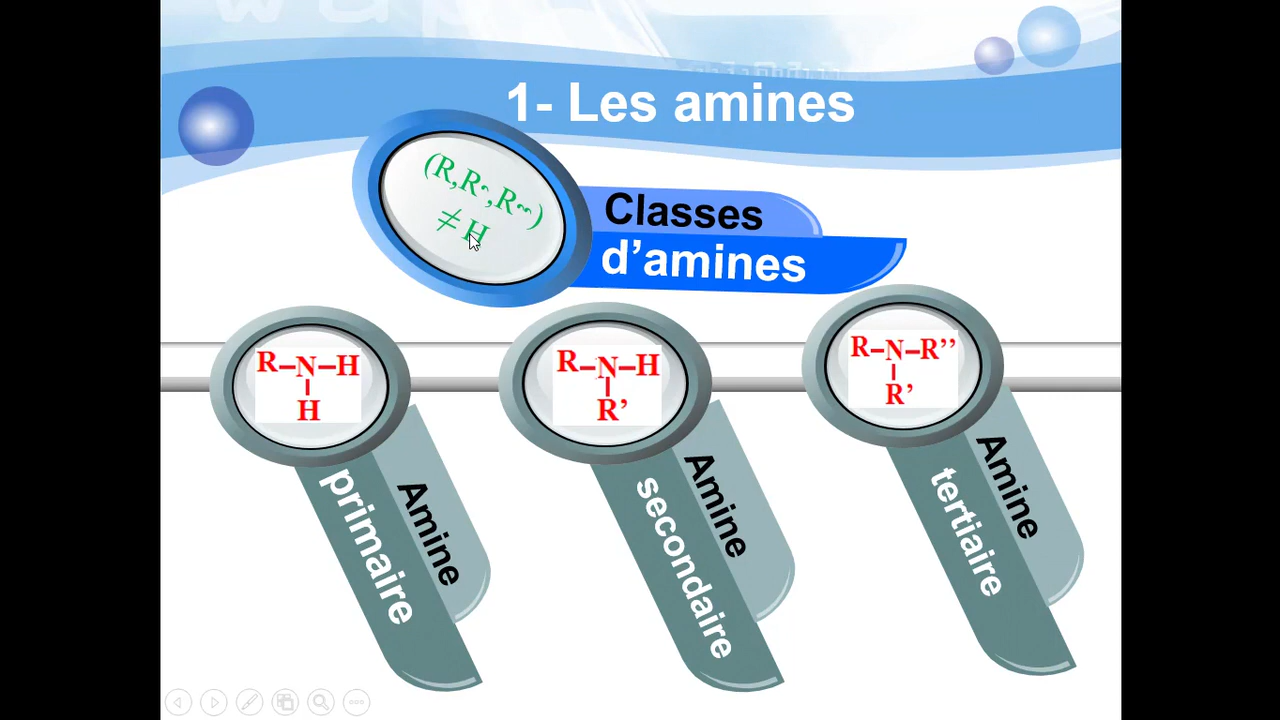 1- Les amines
(R,R‘,R‘‘)
≠ H
Classes
d’amines
R–N–H
H
Amine
primaire
R–N–H
R’
Amine
secondaire
R–N–R’’
R’
Amine
tertiaire